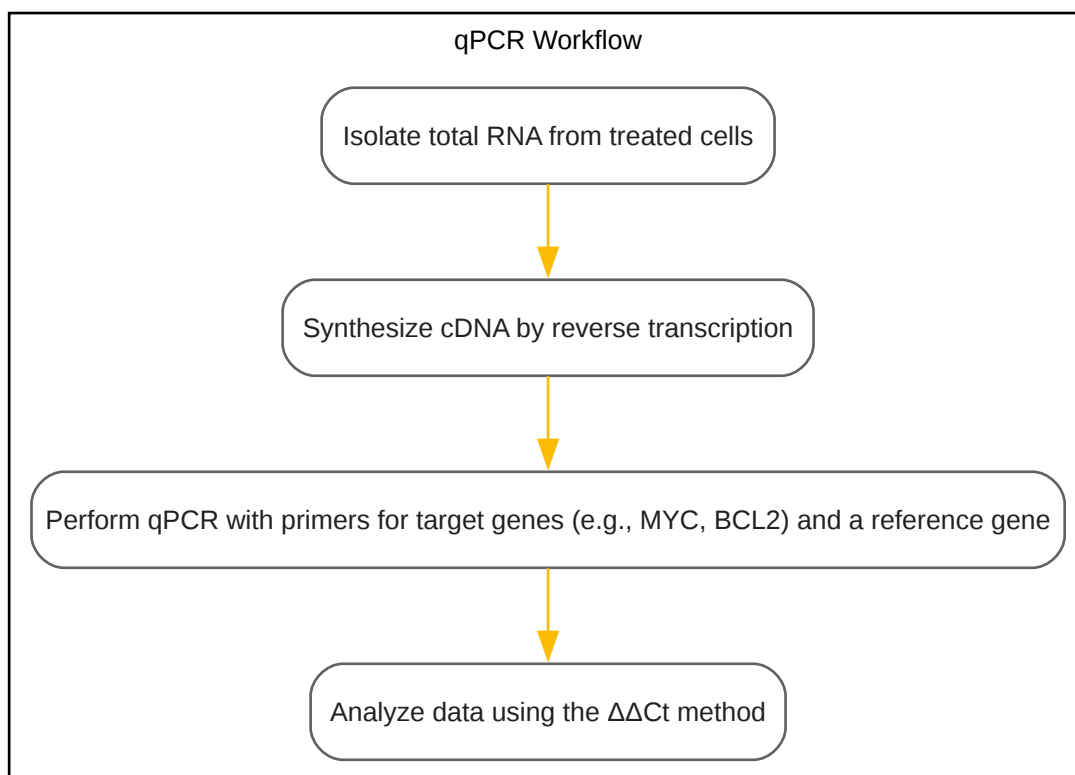 qPCR Workflow
Isolate total RNA from treated cells
Synthesize cDNA by reverse transcription
Perform qPCR with primers for target genes (e.g., MYC, BCL2) and a reference gene
Analyze data using the ΔΔCt method